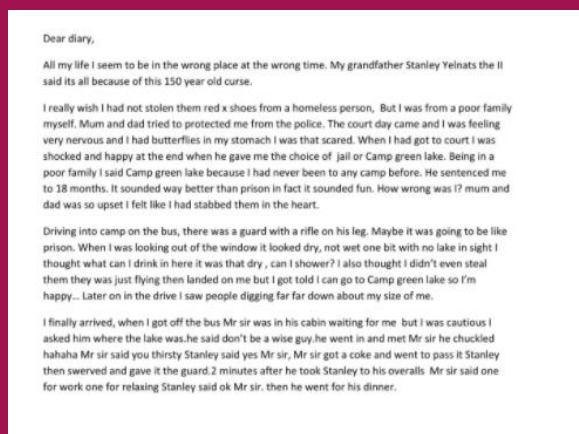 Dear diary,
All my life I seem to be in the wrong place at the wrong time. My grandfather Stanley Yelnats the II
said its all because of this 150 year old curse.
I really wish I had not stolen them red x shoes from a homeless person, But I was from a poor family
myself. Mum and dad tried to protected me from the police. The court day came and I was feeling
very nervous and I had butterflies in my stomach I was that scared. When I had got to court I was
shocked and happy at the end when he gave me the choice of jail or Camp green lake. Being in a
poor family I said Camp green lake because I had never been to any camp before. He sentenced me
to 18 months. It sounded way better than prison in fact it sounded fun. How wrong was I? mum and
dad was so upset I felt like I had stabbed them in the heart.
Driving into camp on the bus, there was a guard with a rifle on his leg. Maybe it was going to be like
prison. When I was looking out of the window it looked dry, not wet one bit with no lake in sight I
thought what can I drink in here it was that dry , can I shower? I also thought I didn't even steal
them they was just flying then landed on me but I got told I can go to Camp green lake so I'm
happy... Later on in the drive I saw people digging far far down about my size of me.
I finally arrived, when I got off the bus Mr sir was in his cabin waiting for me but I was cautious I
asked him where the lake was.he said don't be a wise guy.he went in and met Mr sir he chuckled
hahaha Mr sir said you thirsty Stanley said yes Mr sir, Mr sir got a coke and went to pass it Stanley
then swerved and gave it the guard.2 minutes after he took Stanley to his overalls Mr sir said one
for work one for relaxing Stanley said ok Mr sir. then he went for his dinner.